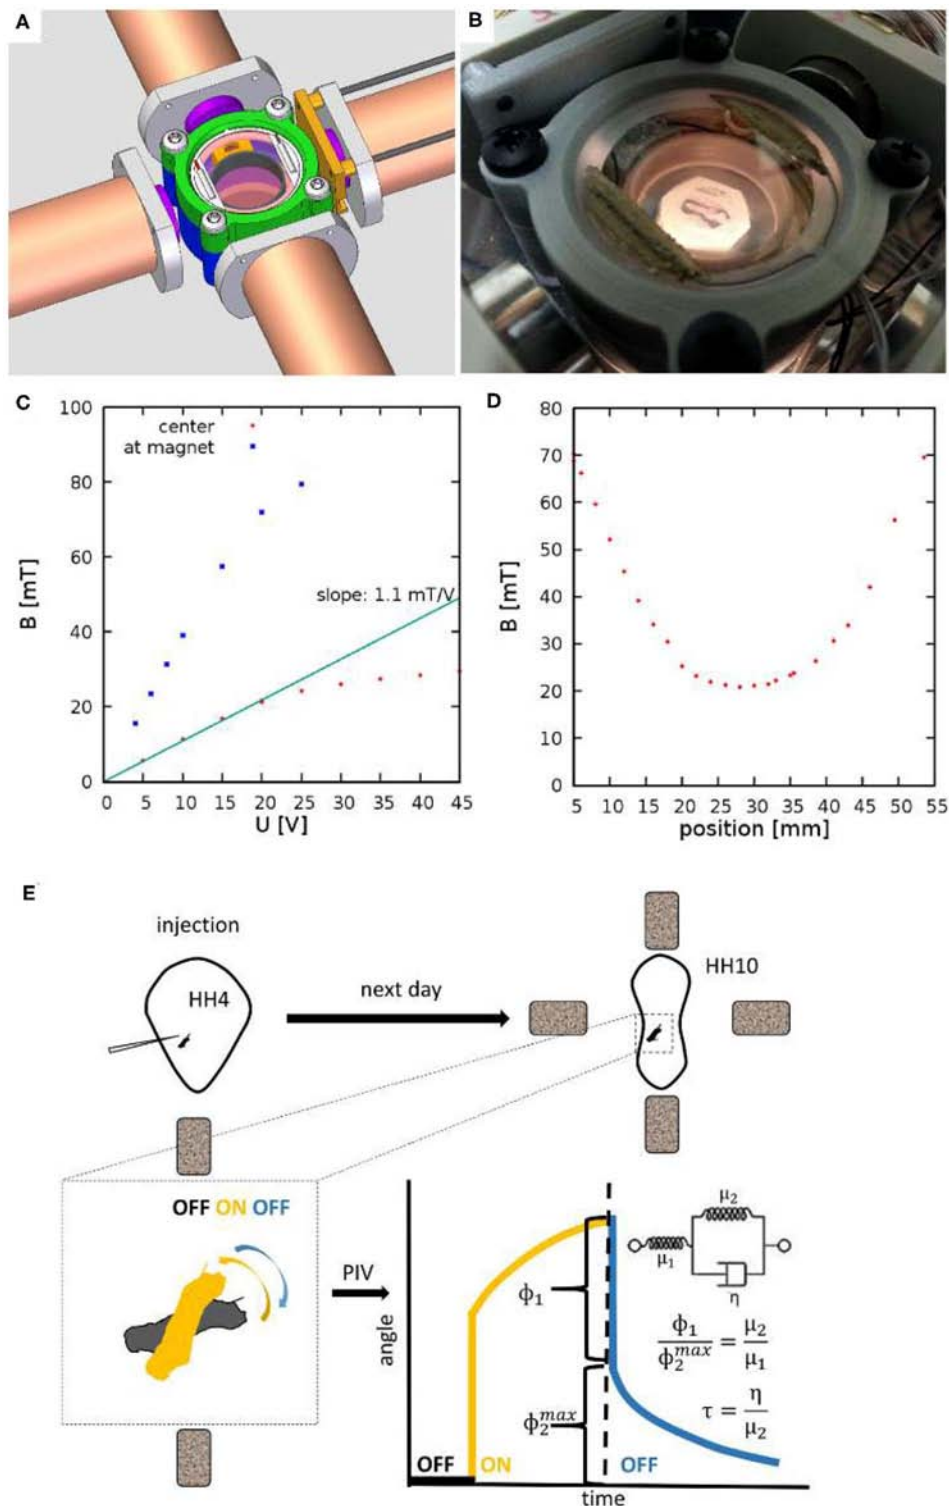 A
B
C
100
80
60
40
20
0
B [mT]
center
at magnet
slope: 1.1 mT/V
0 5 10 15 20 25 30 35 40 45
U [V]
D
80
70
60
50
40
30
20
10
0
B [mT]
5 10 15 20 25 30 35 40 45 50 55
position [mm]
E
injection
HH4
next day
HH10
OFF ON OFF
PIV
angle
ϕ₁
ϕ₂ᵐᵃˣ
OFF
ON
OFF
time
μ₂
μ₁
η
ϕ₁/ϕ₂ᵐᵃˣ = μ₂/μ₁
τ = η/μ₂